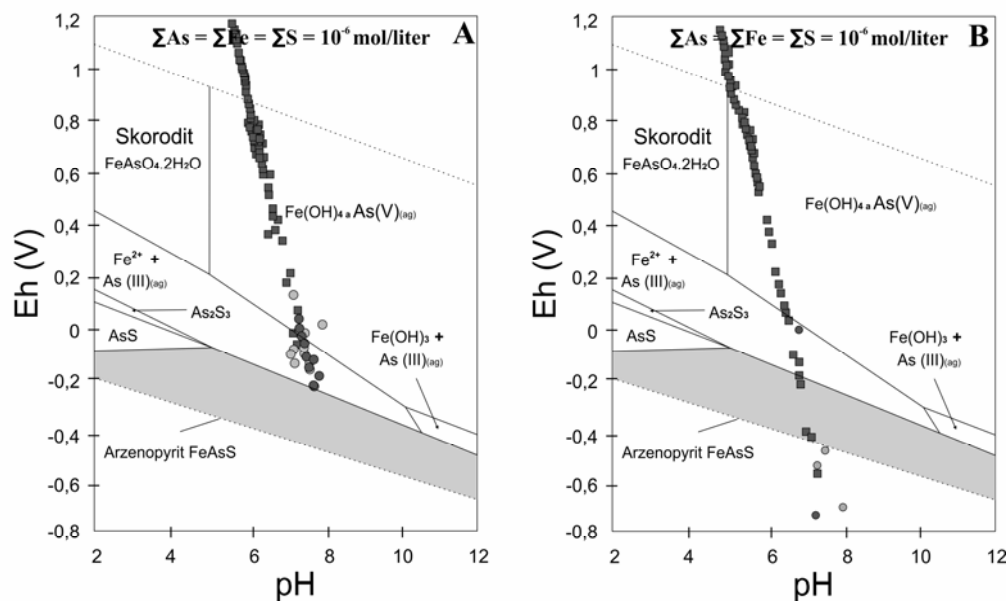 ΣAs = ΣFe = ΣS = 10⁻⁶ mol/liter
A
1,2
1
0,8
0,6
0,4
0,2
0
-0,2
-0,4
-0,6
-0,8
Eh (V)
Skorodit
FeAsO₄.2H₂O
Fe(OH)₄ a As(V)(ag)
Fe²⁺ +
As (III)(ag)
As₂S₃
AsS
Fe(OH)₃ +
As (III)(ag)
Arzenopyrit FeAsS
2 4 6 8 10 12
pH
ΣAs = ΣFe = ΣS = 10⁻⁶ mol/liter
B
1,2
1
0,8
0,6
0,4
0,2
0
-0,2
-0,4
-0,6
-0,8
Eh (V)
Skorodit
FeAsO₄.2H₂O
Fe(OH)₄ a As(V)(ag)
Fe²⁺ +
As (III)(ag)
As₂S₃
AsS
Fe(OH)₃ +
As (III)(ag)
Arzenopyrit FeAsS
2 4 6 8 10 12
pH